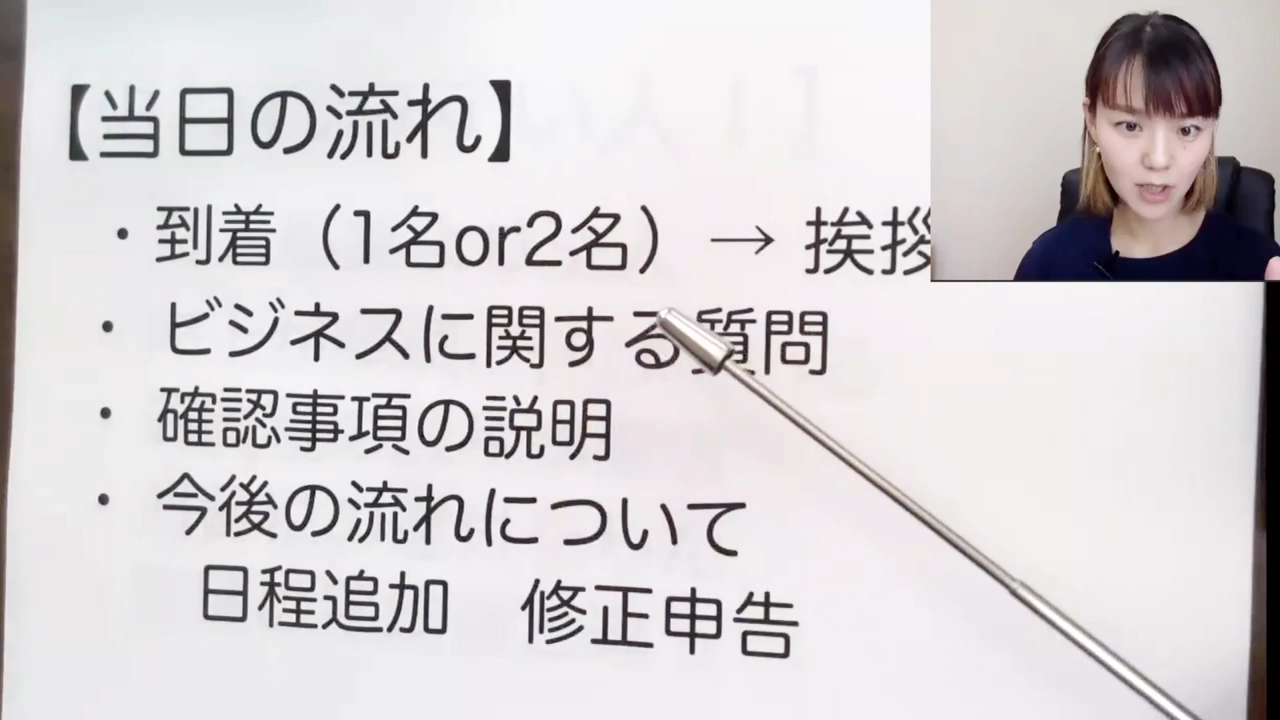 【当日の流れ】
・到着（1名or2名）→ 挨拶
・ビジネスに関する質問
・確認事項の説明
・今後の流れについて
日程追加　修正申告